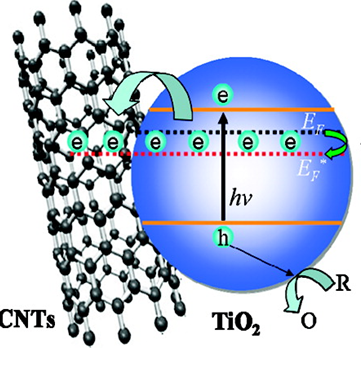 e
E_F
e e e e e e
E_F*
hν
h
R
CNTs TiO₂ O